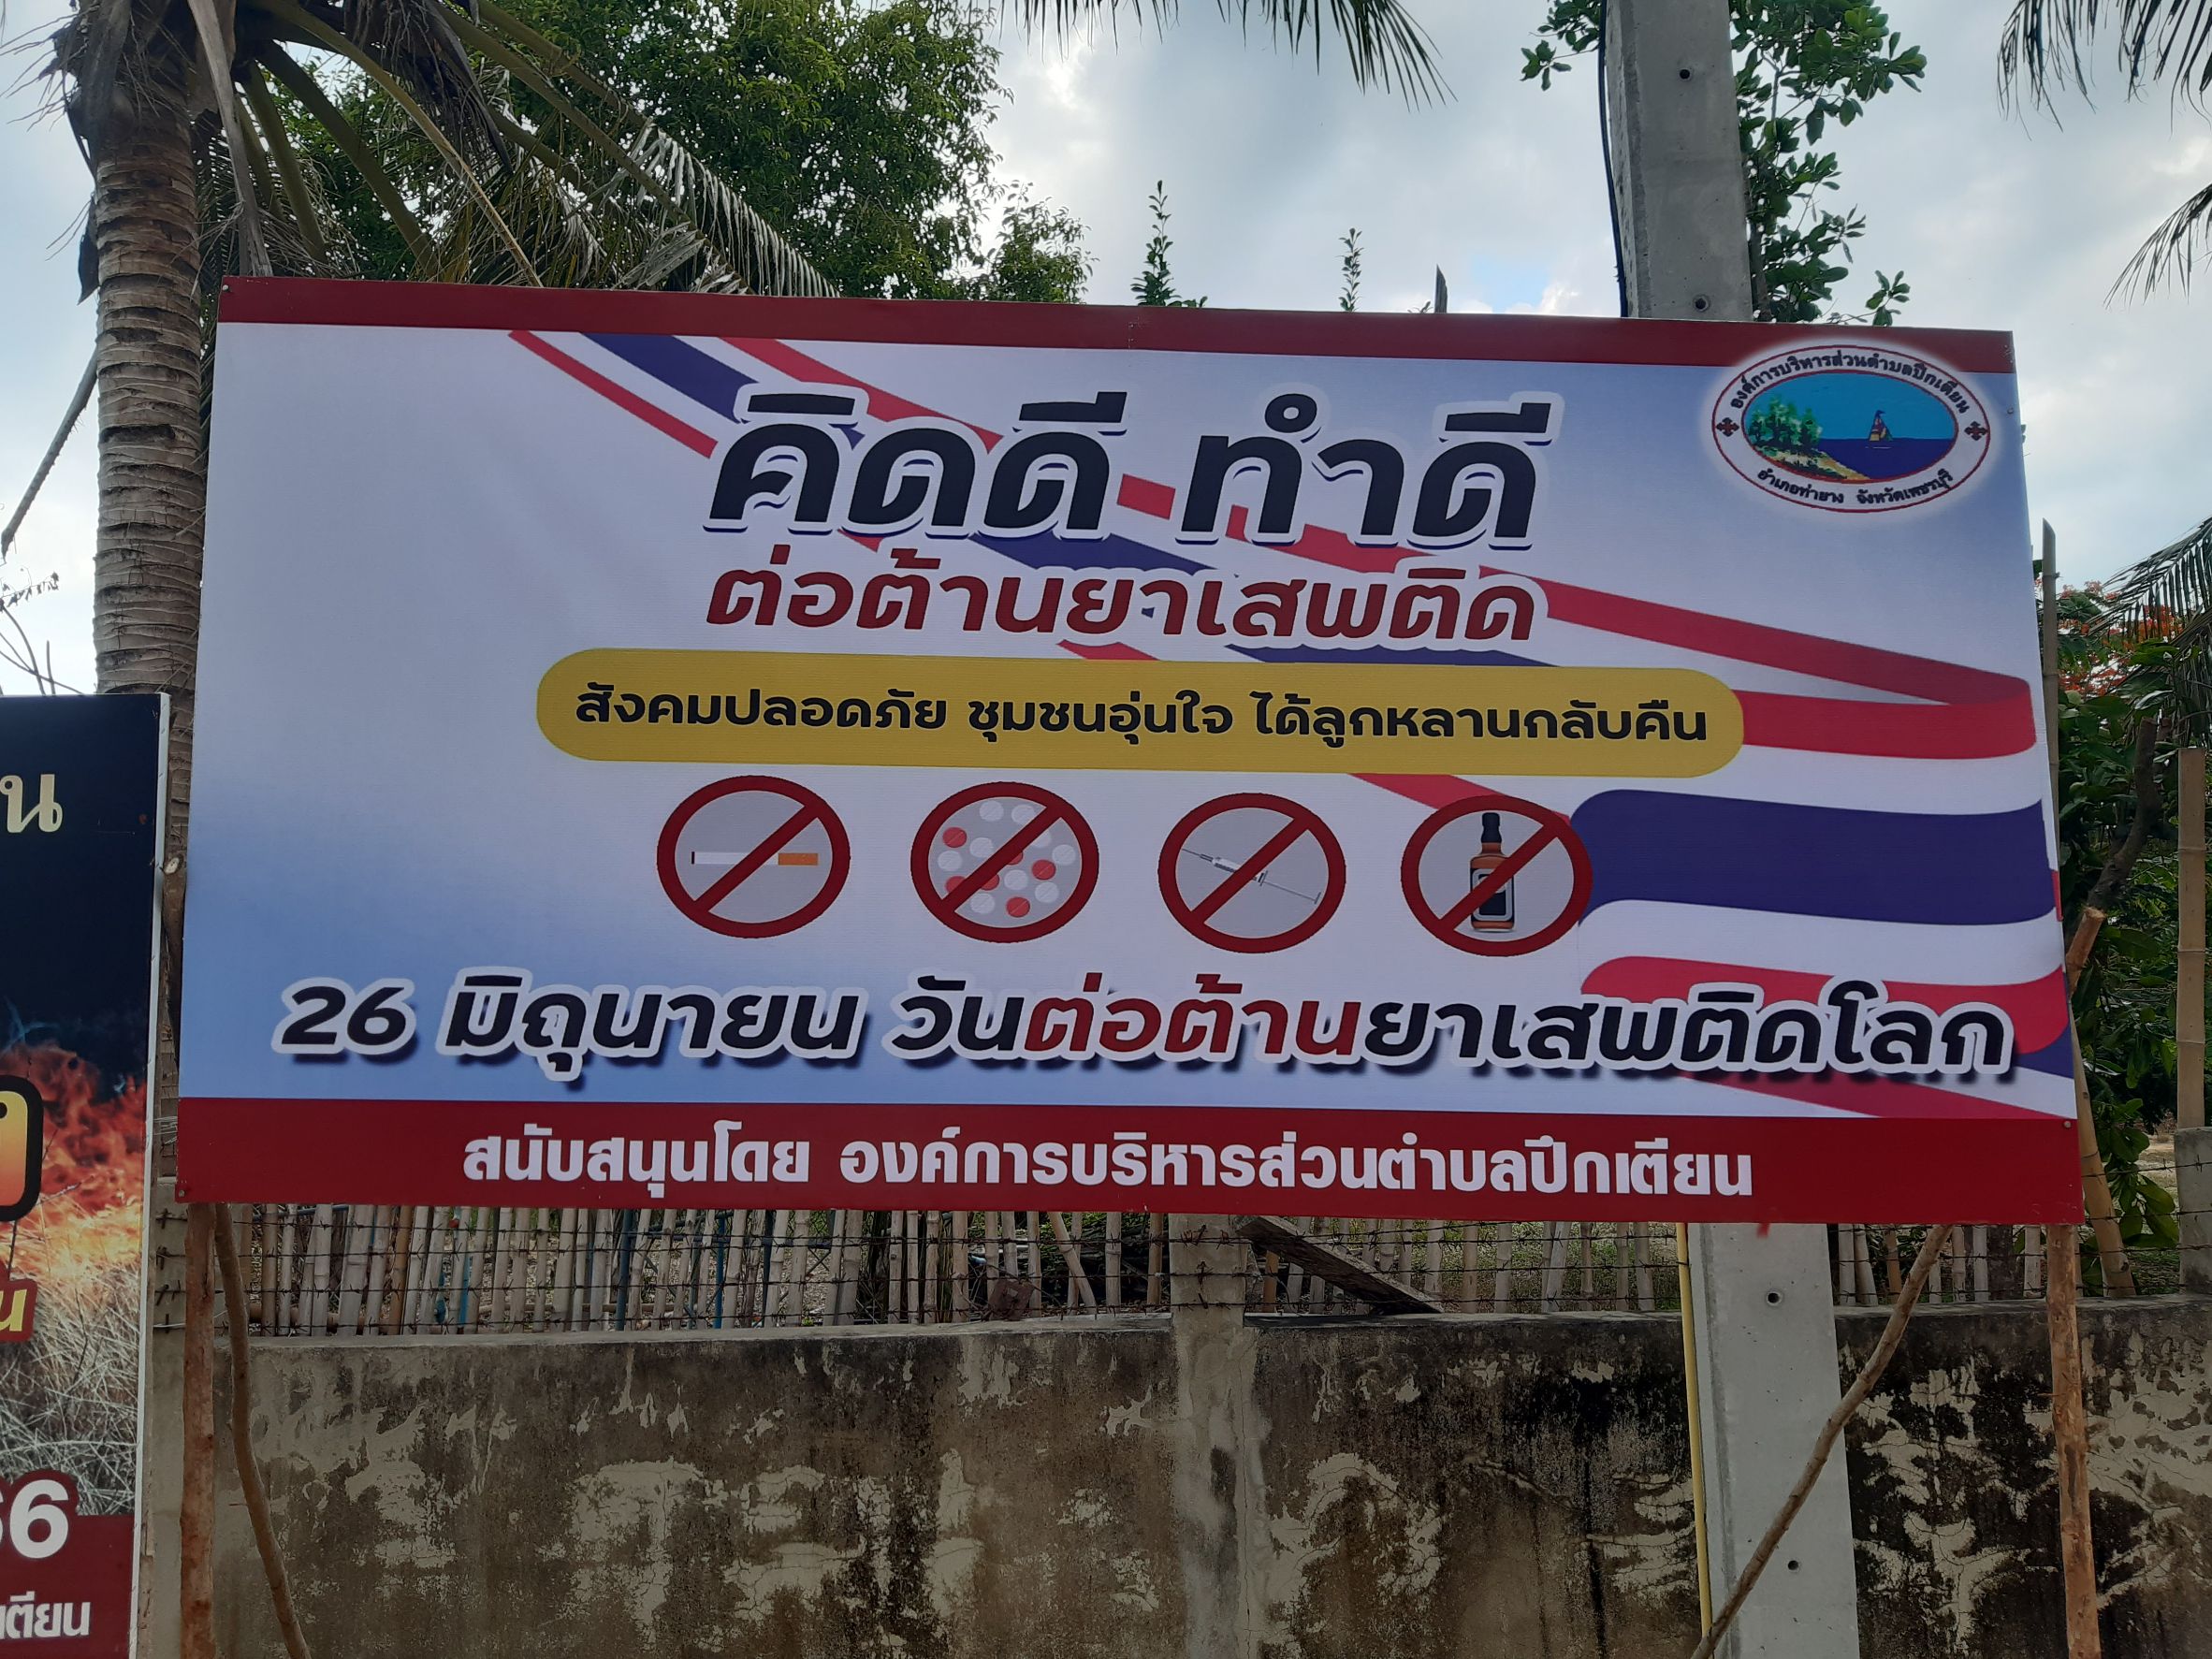 องค์การบริหารส่วนตำบลปึกเตียน
อำเภอท่ายาง จังหวัดเพชรบุรี
คิดดี ทำดี
ต่อต้านยาเสพติด
สังคมปลอดภัย ชุมชนอุ่นใจ ได้ลูกหลานกลับคืน
26 มิถุนายน วันต่อต้านยาเสพติดโลก
สนับสนุนโดย องค์การบริหารส่วนตำบลปึกเตียน
น
น
66
เตียน